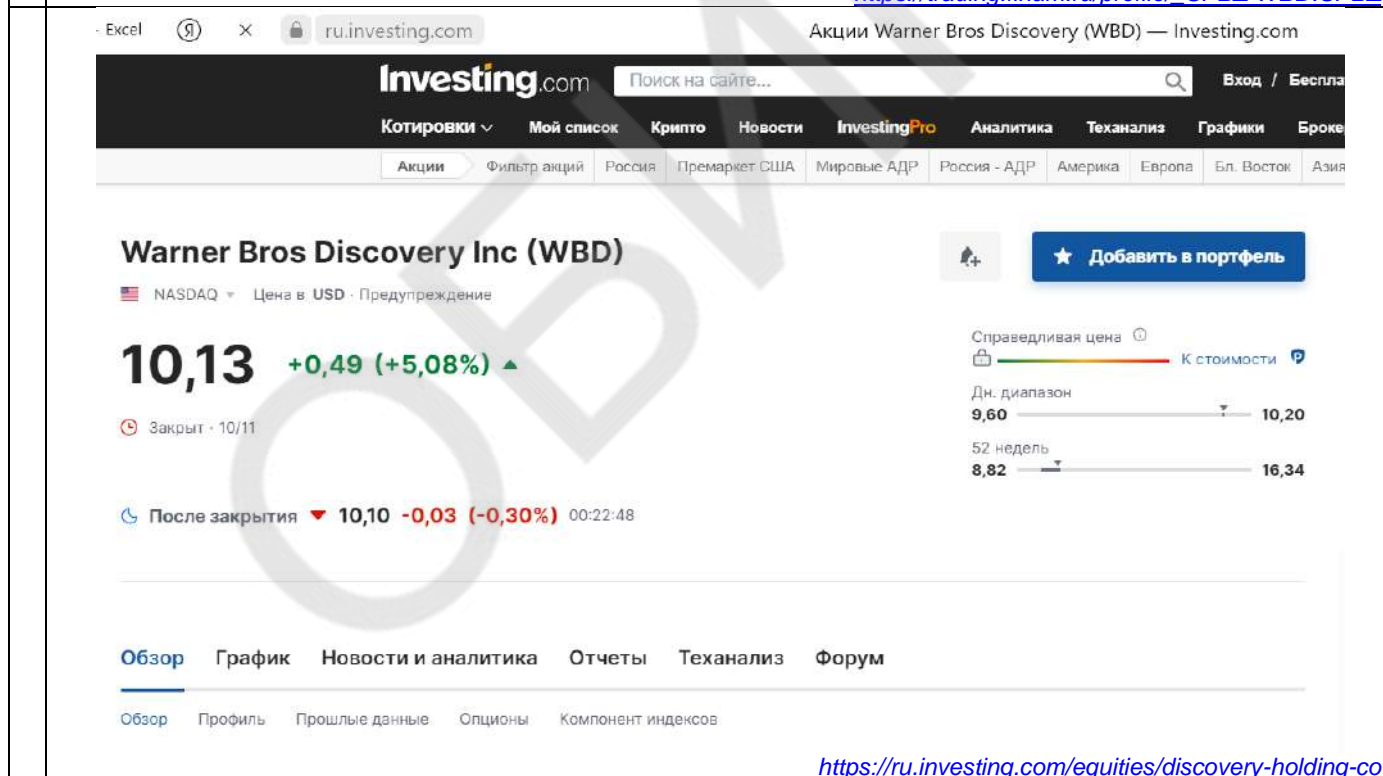 Excel Я × ru.investing.com Акции Warner Bros Discovery (WBD) — Investing.com
Investing.com Поиск на сайте... Вход /
Котировки Мой список Крипто Новости InvestingPro Аналитика Теханализ Графики
Акции Фильтр акций Россия Премаркет США Мировые АДР Россия - АДР Америка Европа Бл. Восток Азия
Warner Bros Discovery Inc (WBD)
★ Добавить в портфель
NASDAQ Цена в USD · Предупреждение
10,13 +0,49 (+5,08%)
Справедливая цена
К стоимости
Дн. диапазон
9,60 10,20
Закрыт · 10/11
52 недель
8,82 16,34
После закрытия 10,10 -0,03 (-0,30%) 00:22:48
Обзор График Новости и аналитика Отчеты Теханализ Форум
Обзор Профиль Прошлые данные Опционы Компонент индексов
https://ru.investing.com/equities/discovery-holding-co